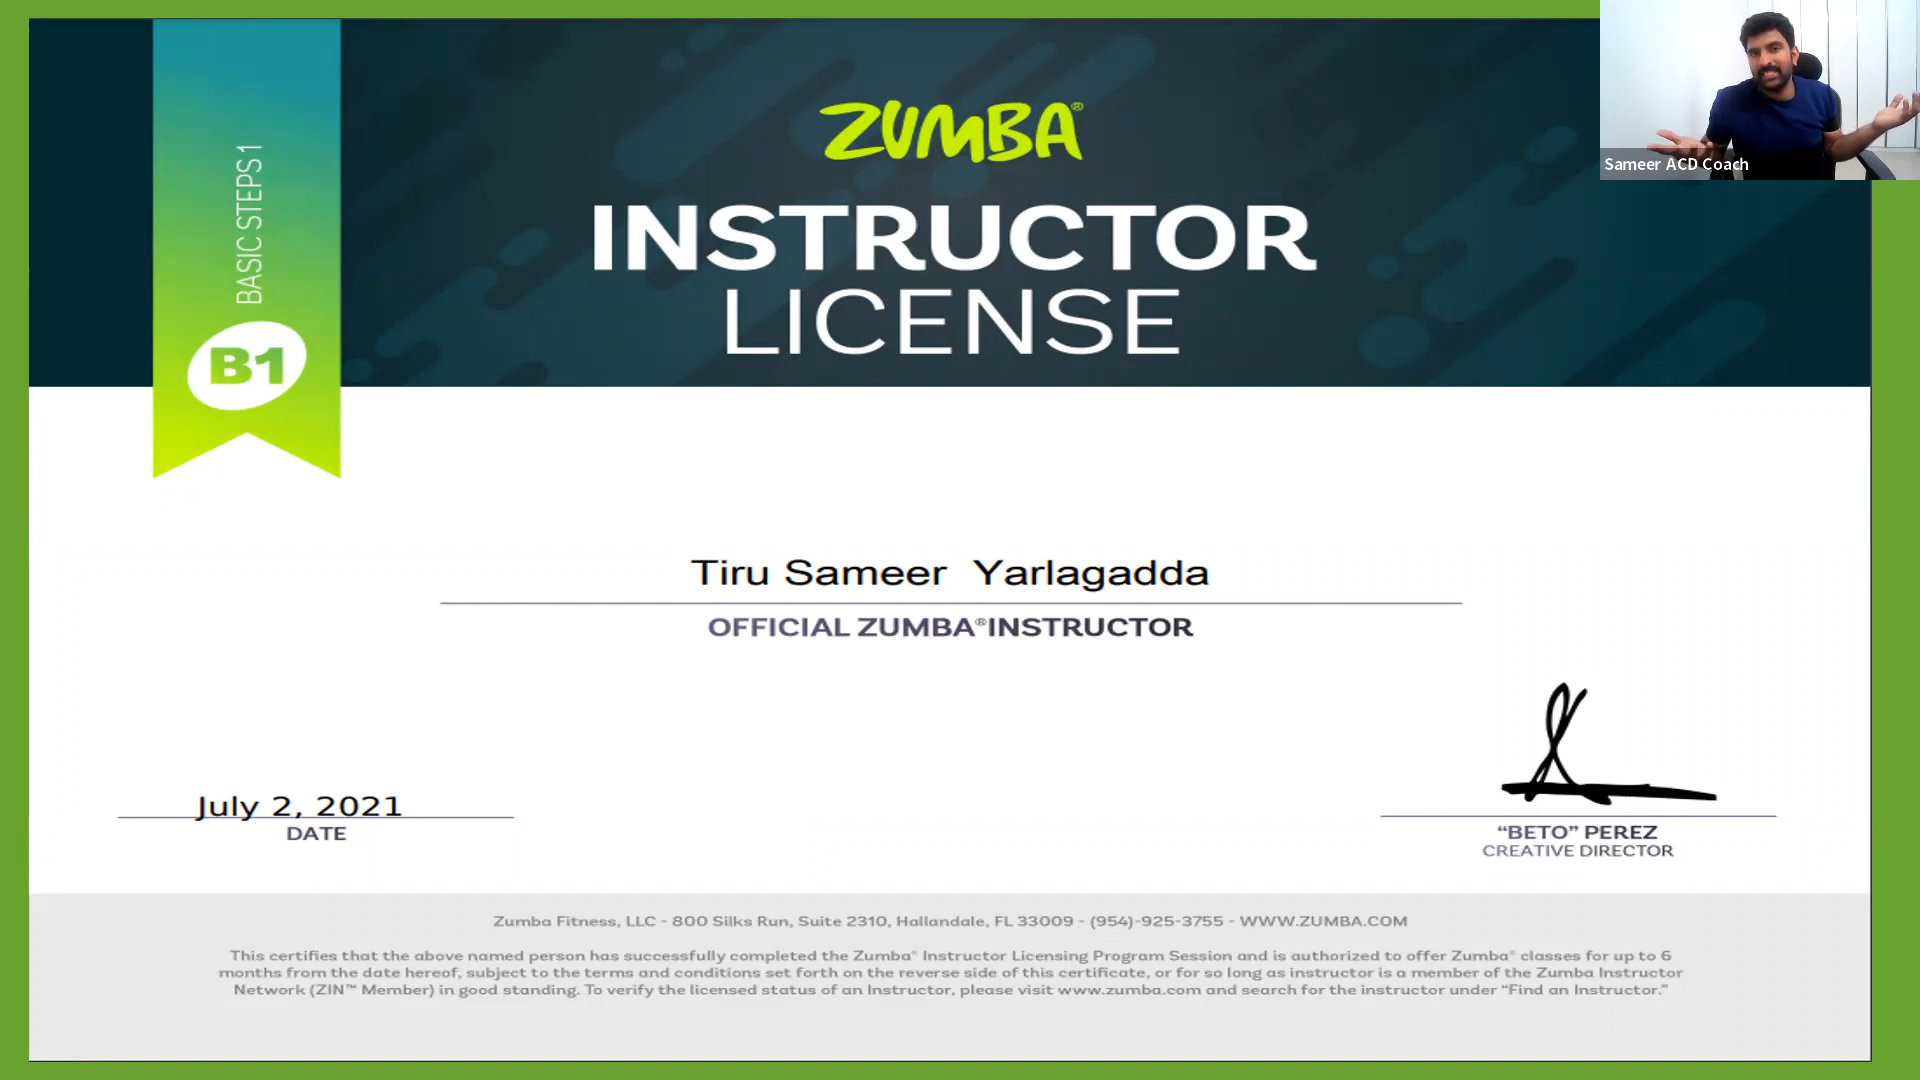 BASIC STEPS 1
B1
ZUMBA®
INSTRUCTOR
LICENSE
Sameer ACD Coach
Tiru Sameer  Yarlagadda
OFFICIAL ZUMBA® INSTRUCTOR
July 2, 2021
DATE
“BETO” PEREZ
CREATIVE DIRECTOR
Zumba Fitness, LLC - 800 Silks Run, Suite 2310, Hallandale, FL 33009 - (954)-925-3755 - WWW.ZUMBA.COM
This certifies that the above named person has successfully completed the Zumba® Instructor Licensing Program Session and is authorized to offer Zumba® classes for up to 6
months from the date hereof, subject to the terms and conditions set forth on the reverse side of this certificate, or for so long as instructor is a member of the Zumba Instructor
Network (ZIN™ Member) in good standing. To verify the licensed status of an Instructor, please visit www.zumba.com and search for the instructor under “Find an Instructor.”